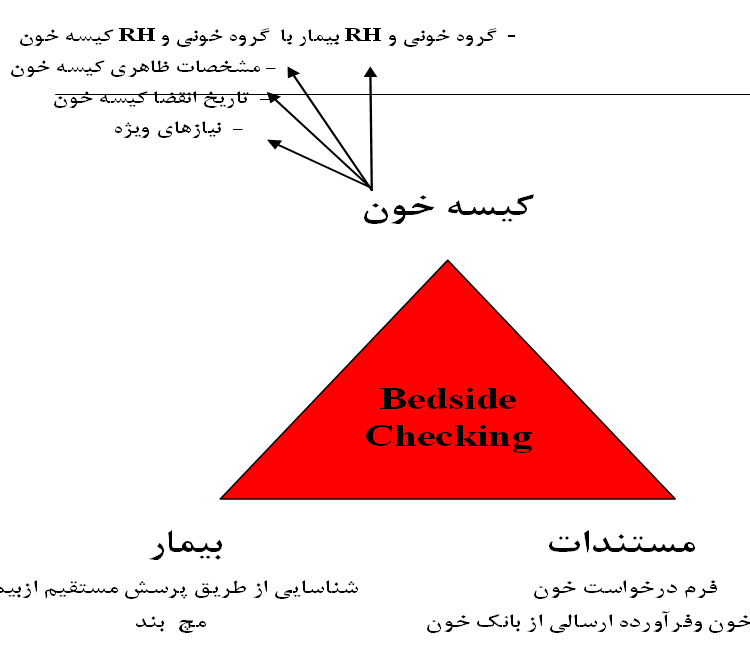 - گروه خونی و RH بیمار با گروه خونی و RH کیسه خون
– مشخصات ظاهری کیسه خون
– تاریخ انقضا کیسه خون
– نیازهای ویژه
کیسه خون
Bedside
Checking
مستندات
فرم درخواست خون
خون وفرآورده ارسالی از بانک خون
بیمار
شناسایی از طریق پرسش مستقیم ازبیم
مچ بند